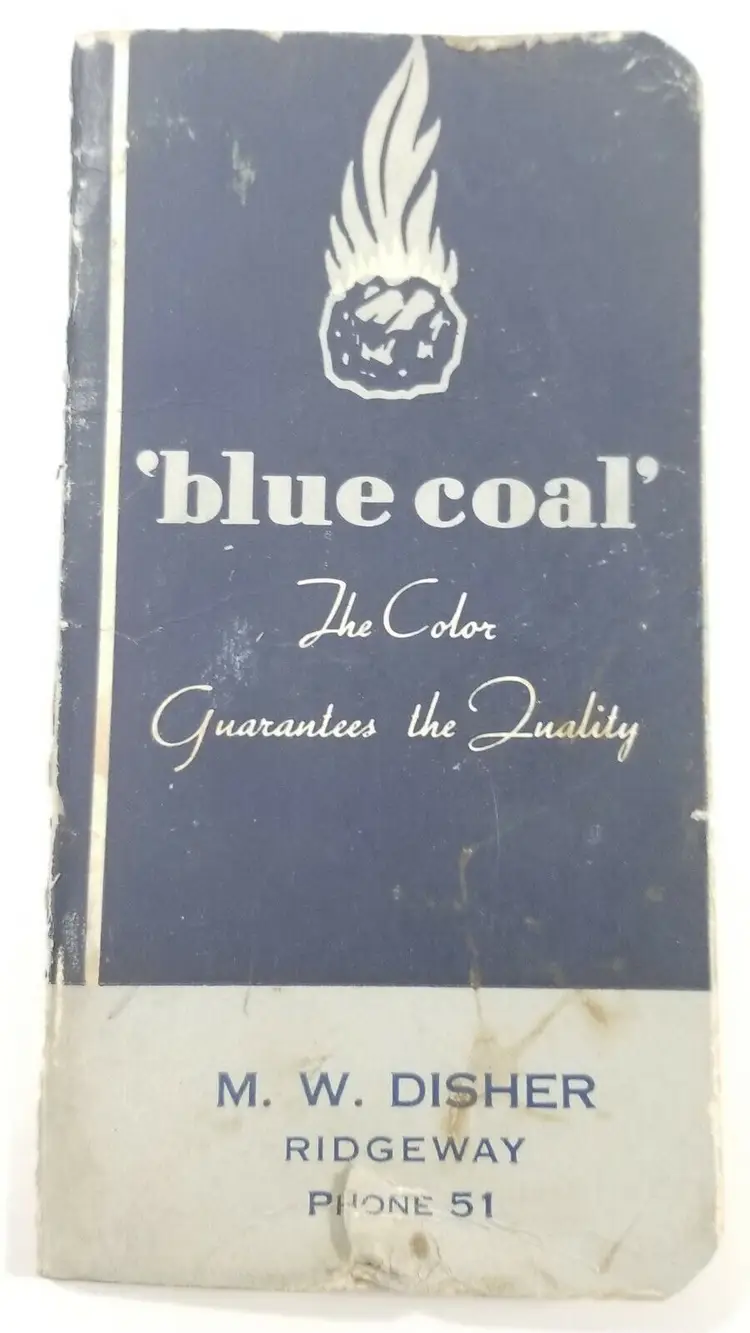 'blue coal'
The Color
Guarantees the Quality
M. W. DISHER
RIDGEWAY
PHONE 51